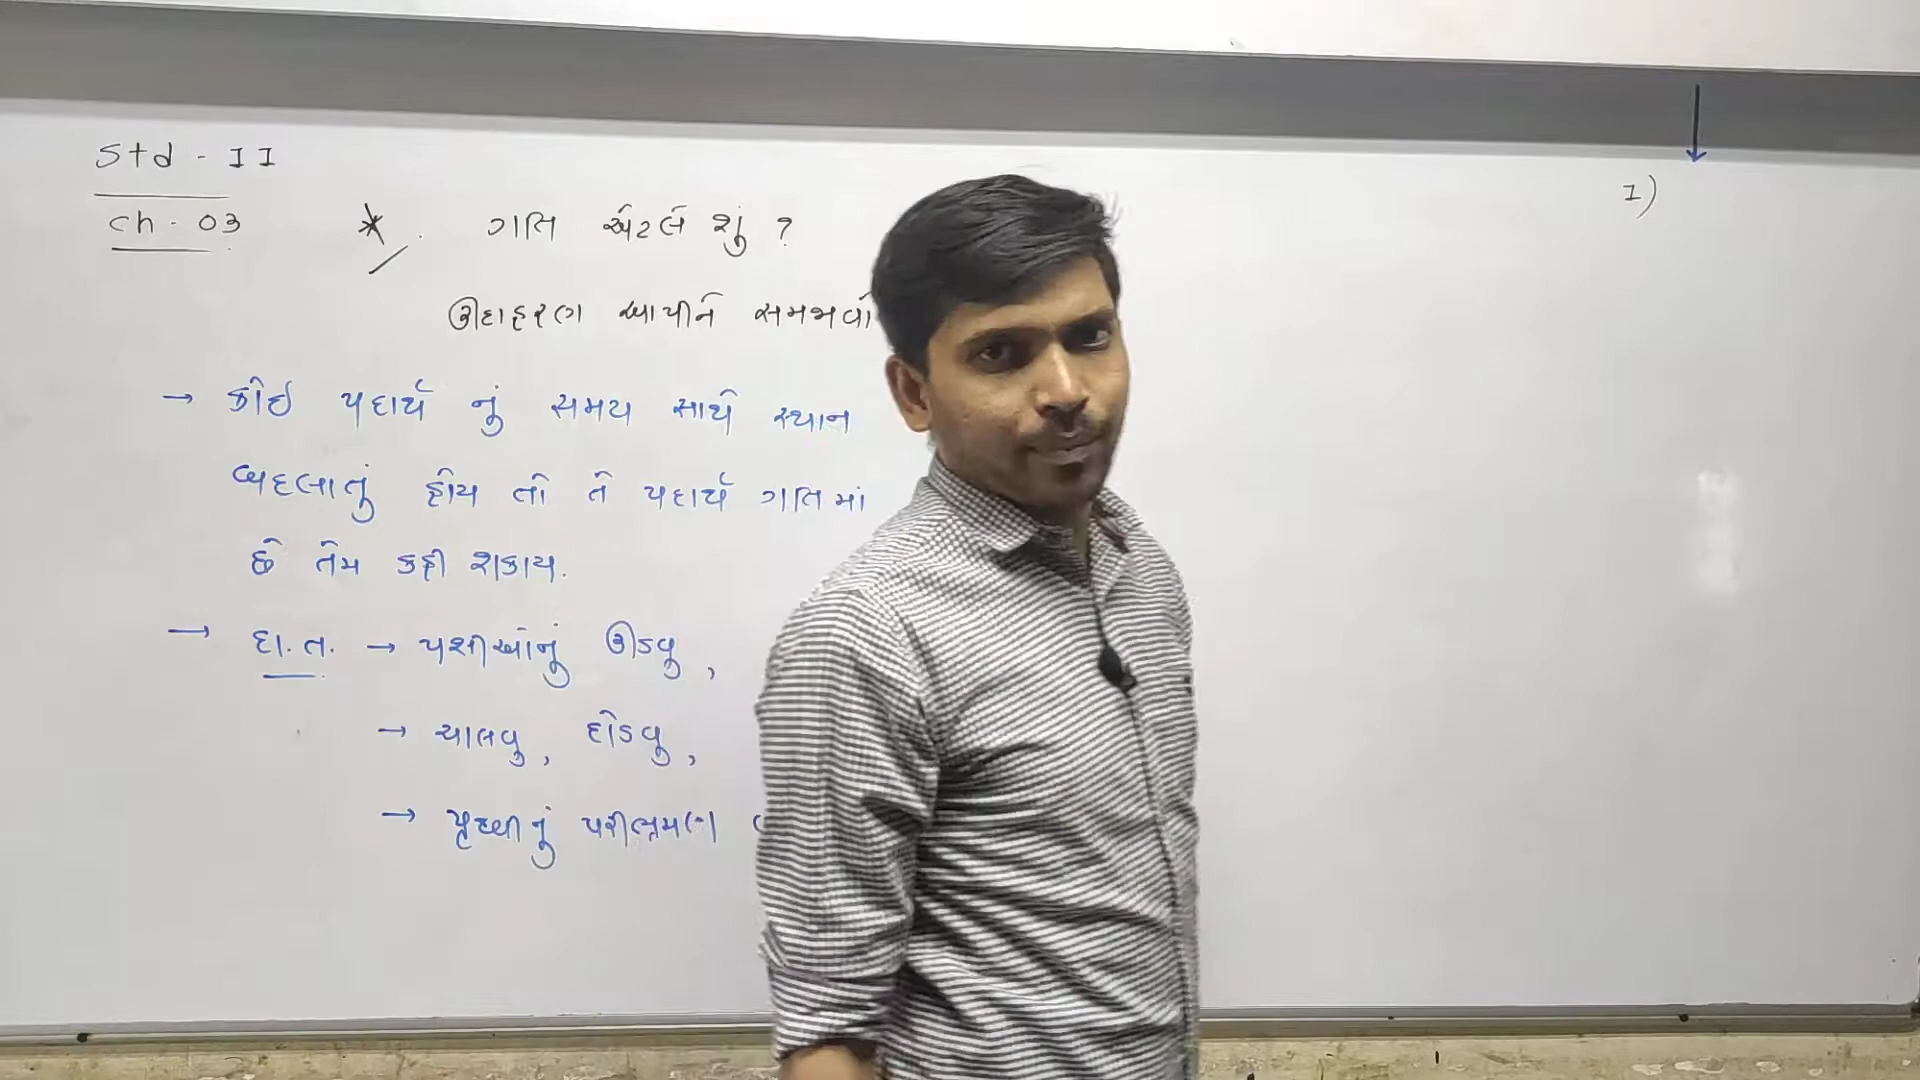 Std - II
Ch - 03
* ગતિ એટલે શું ?
ઊદાહરણ આપીને સમજાવો
→ કોઈ પદાર્થ નું સમય સાથે સ્થાન
બદલાતું હોય તો તે પદાર્થ ગતિમાં
છે તેમ કહી શકાય.
→ દા.ત. → પક્ષીઓનું ઊડવુ ,
→ ચાલવુ , દોડવુ ,
→ પૃથ્વીનું પરીભ્રમણ
1)